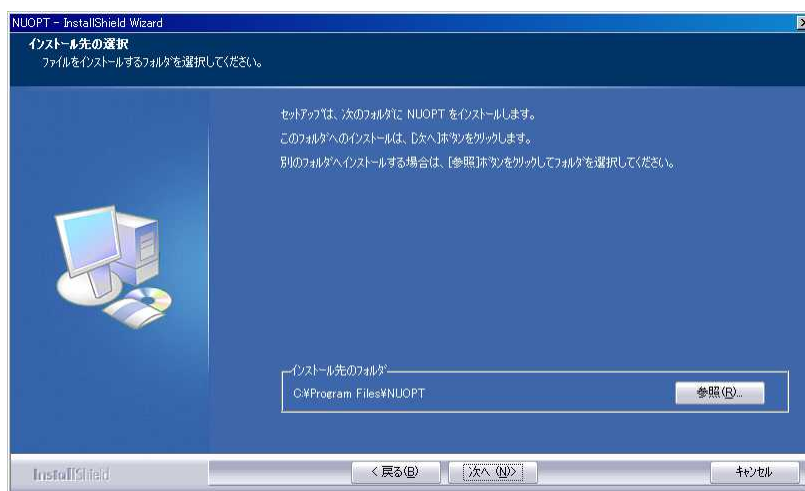 NUOPT - InstallShield Wizard
インストール先の選択
ファイルをインストールするフォルダを選択してください。
セットアップは、次のフォルダに NUOPT をインストールします。
このフォルダへのインストールは、[次へ]ボタンをクリックします。
別のフォルダへインストールする場合は、[参照]ボタンをクリックしてフォルダを選択してください。
インストール先のフォルダ
C:¥Program Files¥NUOPT
参照(R)...
InstallShield
< 戻る(B)
次へ (N)>
キャンセル